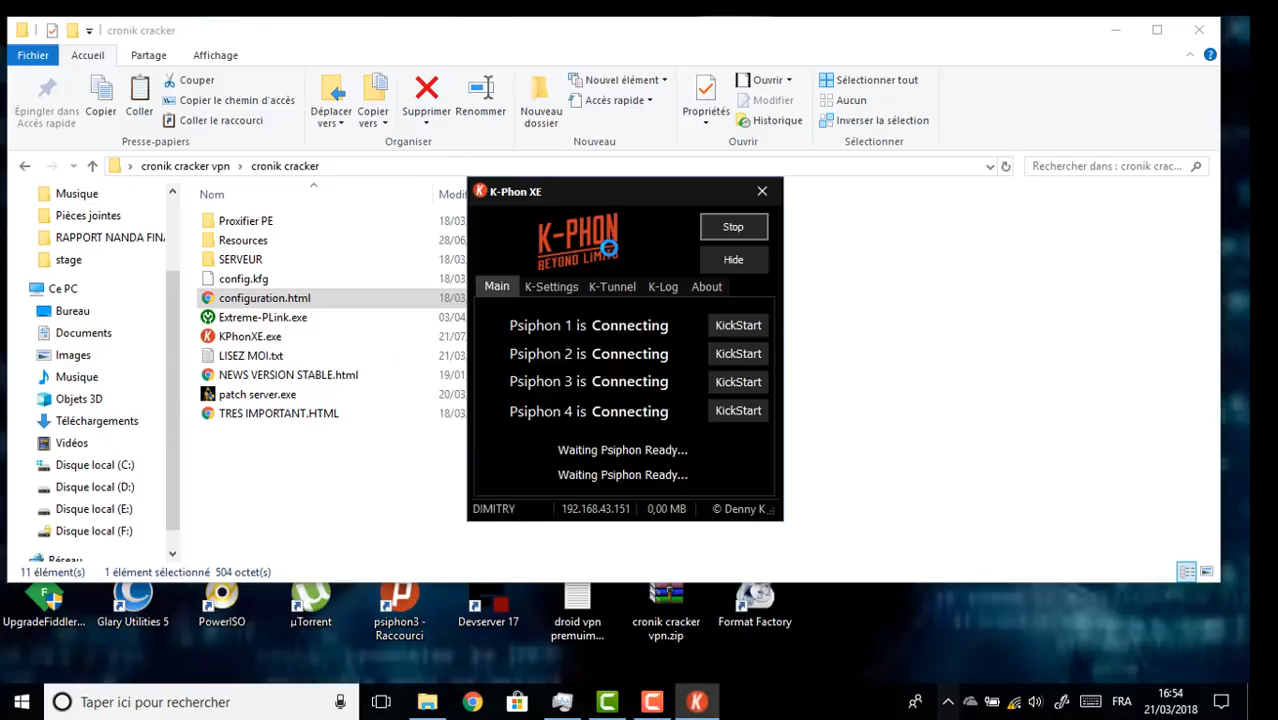 cronik cracker
Fichier Accueil Partage Affichage
Épingler dans Accès rapide
Copier
Coller
Couper
Copier le chemin d'accès
Coller le raccourci
Presse-papiers
Déplacer vers
Copier vers
Supprimer
Renommer
Organiser
Nouveau dossier
Nouvel élément
Accès rapide
Nouveau
Propriétés
Ouvrir
Modifier
Historique
Ouvrir
Sélectionner tout
Aucun
Inverser la sélection
Sélectionner
cronik cracker vpn cronik cracker
Rechercher dans : cronik crac...
Musique
Pièces jointes
RAPPORT NANDA FINA
stage
Ce PC
Bureau
Documents
Images
Musique
Objets 3D
Téléchargements
Vidéos
Disque local (C:)
Disque local (D:)
Disque local (E:)
Disque local (F:)
Réseau
Nom Modif
Proxifier PE 18/03
Resources 28/06
SERVEUR 18/03
config.kfg 18/03
configuration.html 18/03
Extreme-PLink.exe 03/04
KPhonXE.exe 21/07
LISEZ MOI.txt 21/03
NEWS VERSION STABLE.html 19/01
patch server.exe 20/03
TRES IMPORTANT.HTML 18/03
11 élément(s) 1 élément sélectionné 504 octet(s)
K-Phon XE
K-PHON
BEYOND LIMITS
Stop
Hide
Main K-Settings K-Tunnel K-Log About
Psiphon 1 is Connecting KickStart
Psiphon 2 is Connecting KickStart
Psiphon 3 is Connecting KickStart
Psiphon 4 is Connecting KickStart
Waiting Psiphon Ready...
Waiting Psiphon Ready...
DIMITRY 192.168.43.151 0,00 MB © Denny K
UpgradeFiddler...
Glary Utilities 5
PowerISO
µTorrent
psiphon3 - Raccourci
Devserver 17
droid vpn premuim...
cronik cracker vpn.zip
Format Factory
Taper ici pour rechercher
FRA
16:54
21/03/2018